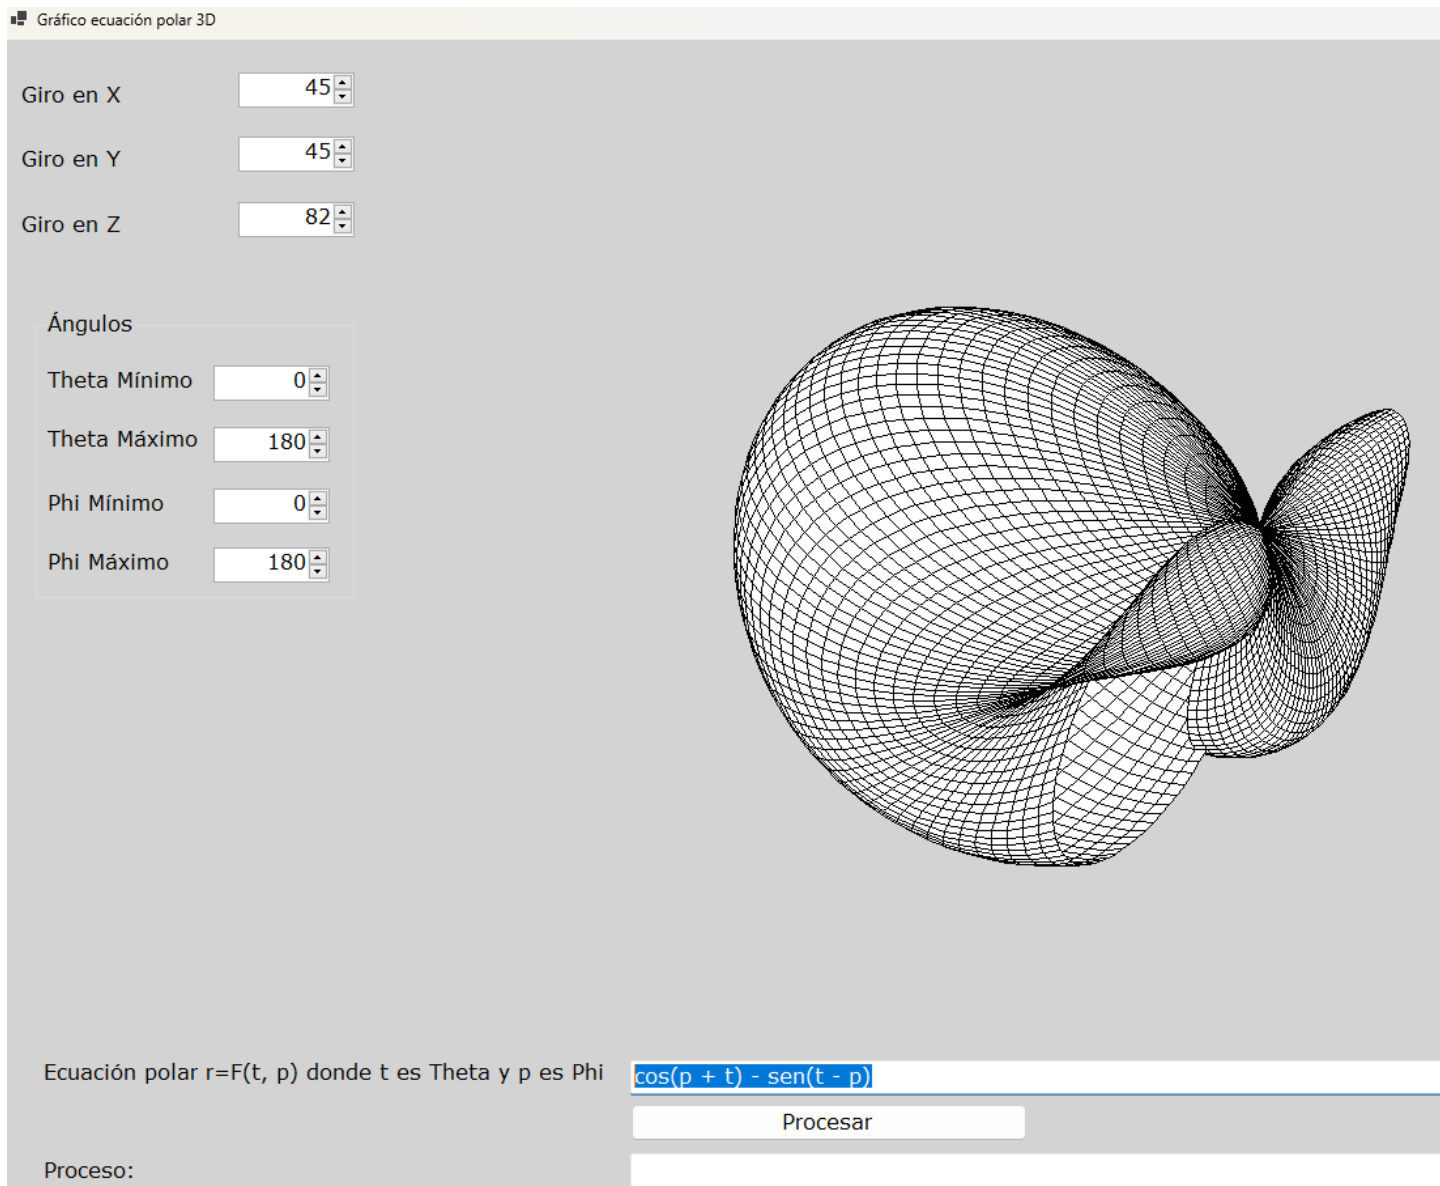 Gráfico ecuación polar 3D
Giro en X 45
Giro en Y 45
Giro en Z 82
Ángulos
Theta Mínimo 0
Theta Máximo 180
Phi Mínimo 0
Phi Máximo 180
Ecuación polar r=F(t, p) donde t es Theta y p es Phi cos(p + t) - sen(t - p)
Procesar
Proceso: